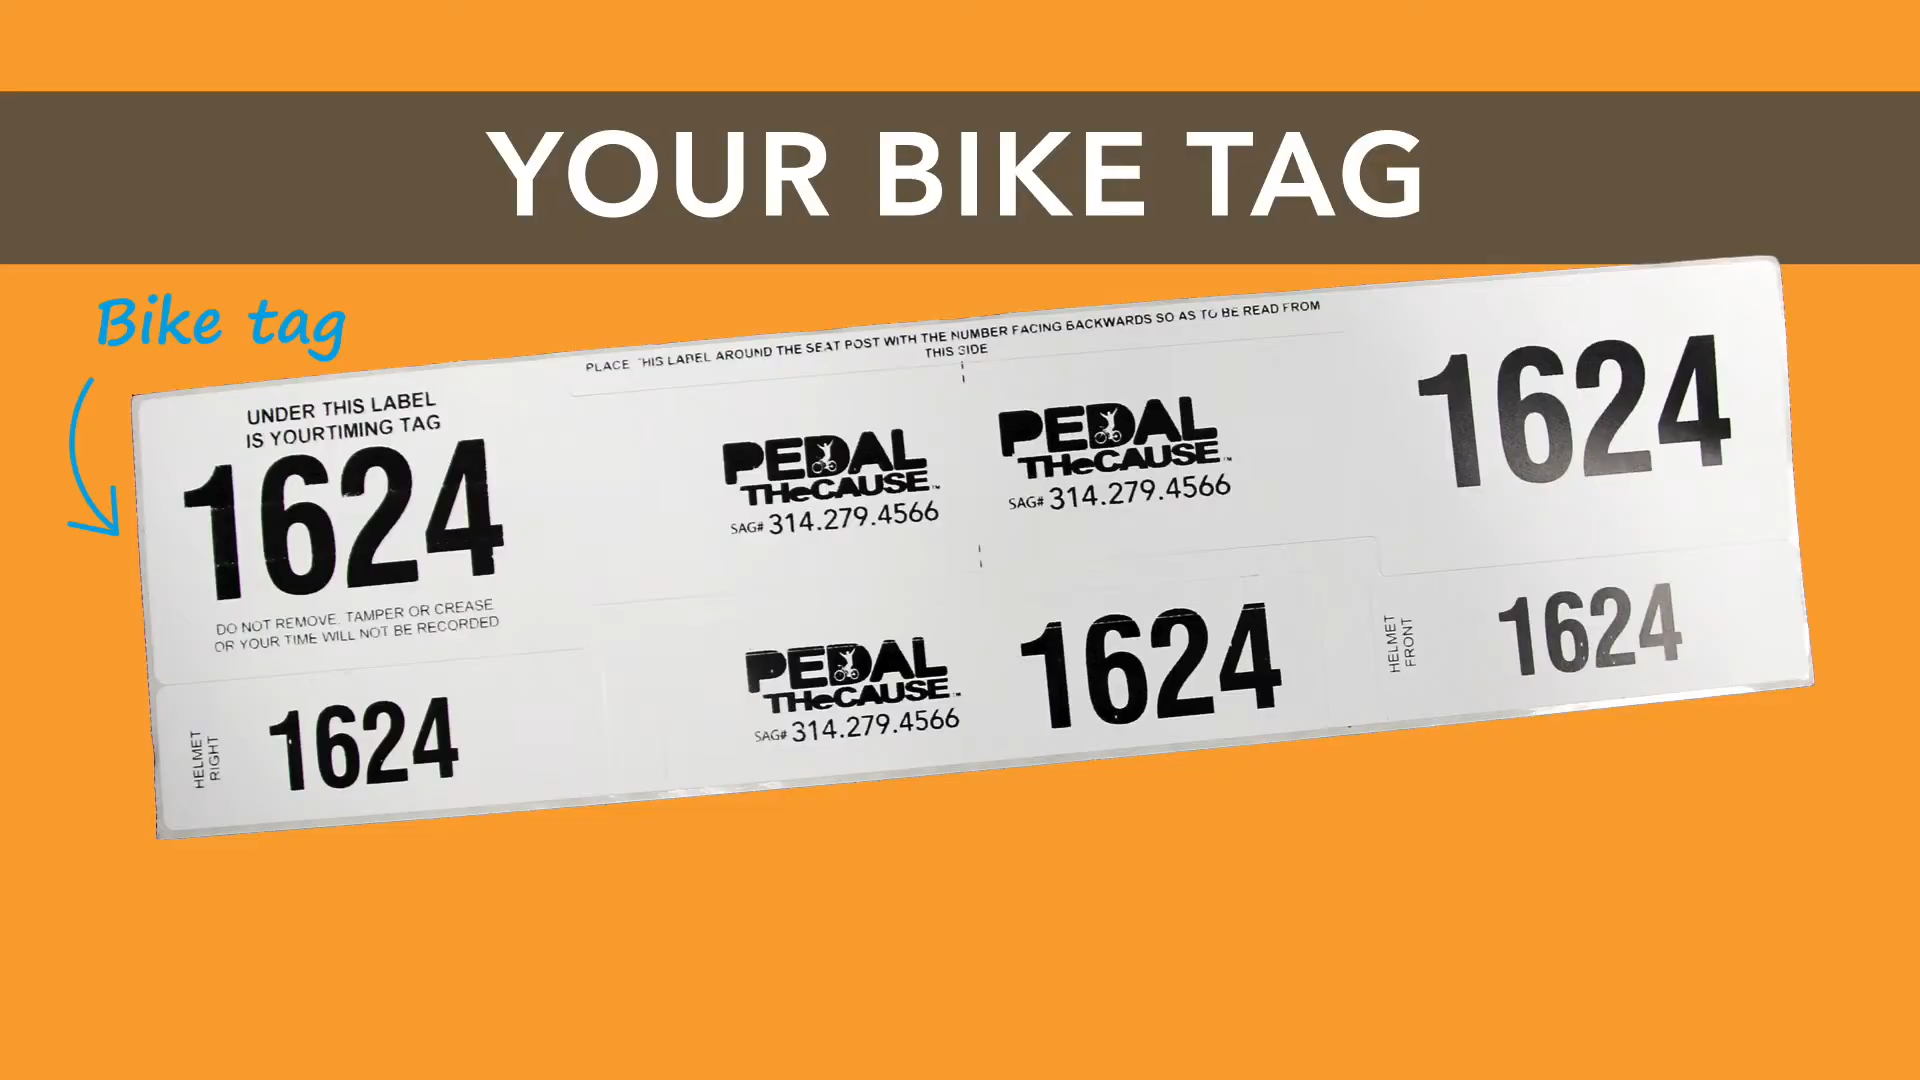 YOUR BIKE TAG
Bike tag
PLACE THIS LABEL AROUND THE SEAT POST WITH THE NUMBER FACING BACKWARDS SO AS TO BE READ FROM
THIS SIDE
UNDER THIS LABEL
IS YOURTIMING TAG
1624
DO NOT REMOVE, TAMPER OR CREASE
OR YOUR TIME WILL NOT BE RECORDED
PEDAL
THeCAUSE™
SAG# 314.279.4566
PEDAL
THeCAUSE™
SAG# 314.279.4566
1624
HELMET
RIGHT
1624
PEDAL
THeCAUSE™
SAG# 314.279.4566
1624
HELMET
FRONT
1624